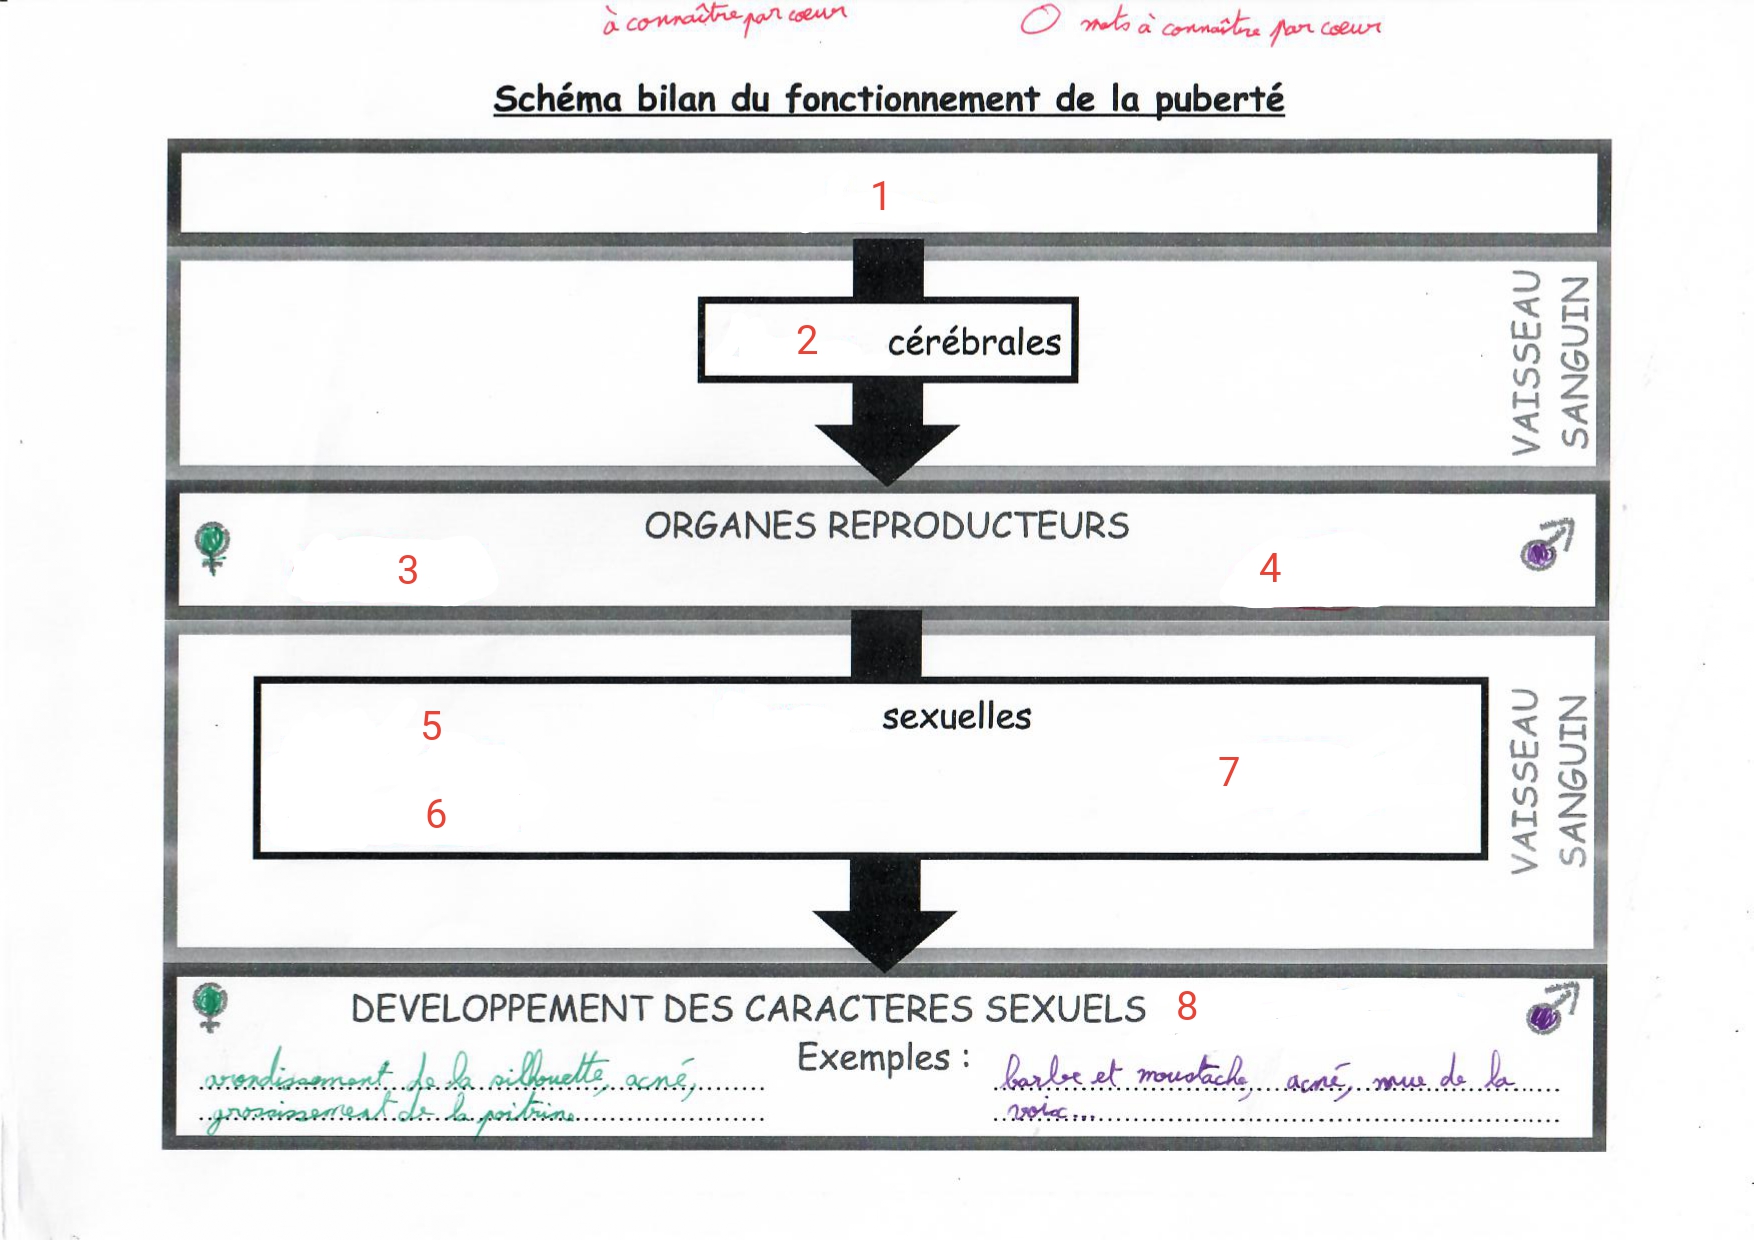 à connaître par coeur
O mots à connaître par coeur
Schéma bilan du fonctionnement de la puberté
1
2 cérébrales
VAISSEAU
SANGUIN
ORGANES REPRODUCTEURS
3
4
5
sexuelles
6
7
VAISSEAU
SANGUIN
DEVELOPPEMENT DES CARACTERES SEXUELS 8
Exemples :
arrondissement de la silhouette, acné,
grossissement de la poitrine
barbe et moustache, acné, mue de la
voix...